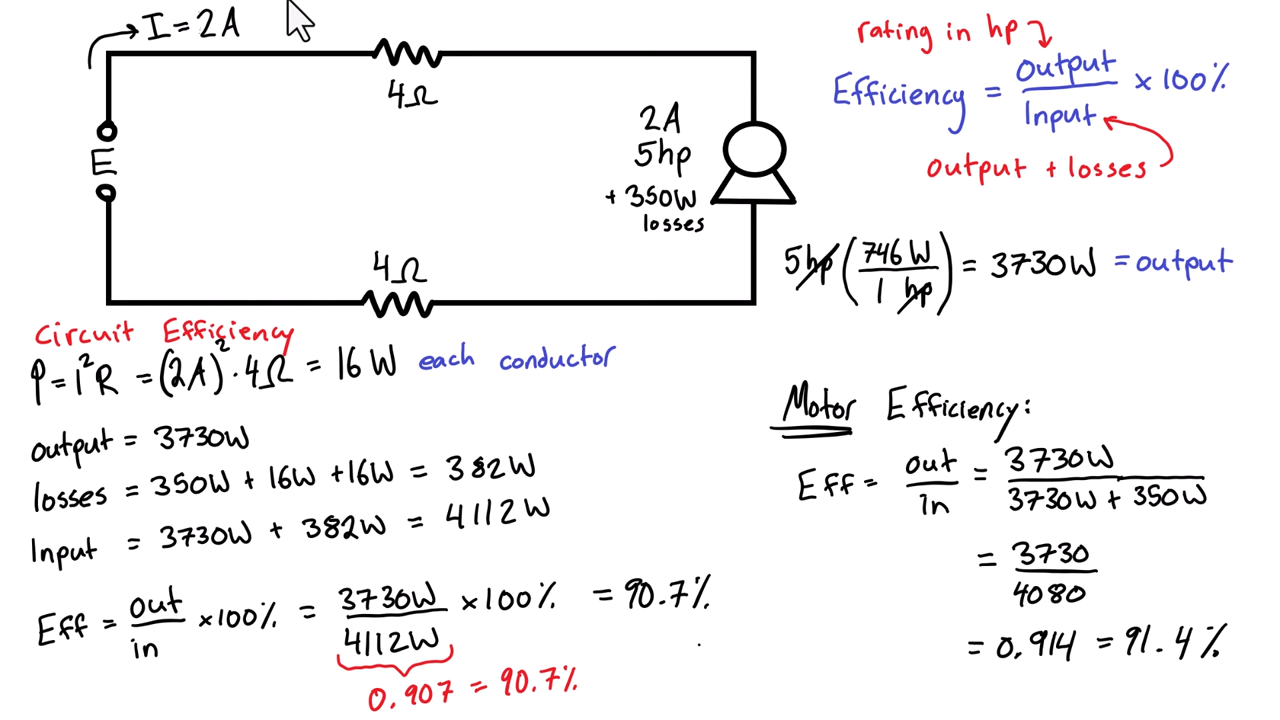 I = 2A
4Ω
E
2A
5hp
+ 350W
losses
4Ω
rating in hp
Efficiency = Output / Input × 100%
Output + losses
5hp (746 W / 1 hp) = 3730W = output
Circuit Efficiency
P = I²R = (2A)² · 4Ω = 16 W each conductor
output = 3730W
losses = 350W + 16W + 16W = 382W
Input = 3730W + 382W = 4112W
Eff = out / in × 100% = 3730W / 4112W × 100% = 90.7%
0.907 = 90.7%
Motor Efficiency:
Eff = out / in = 3730W / 3730W + 350W
= 3730 / 4080
= 0.914 = 91.4%